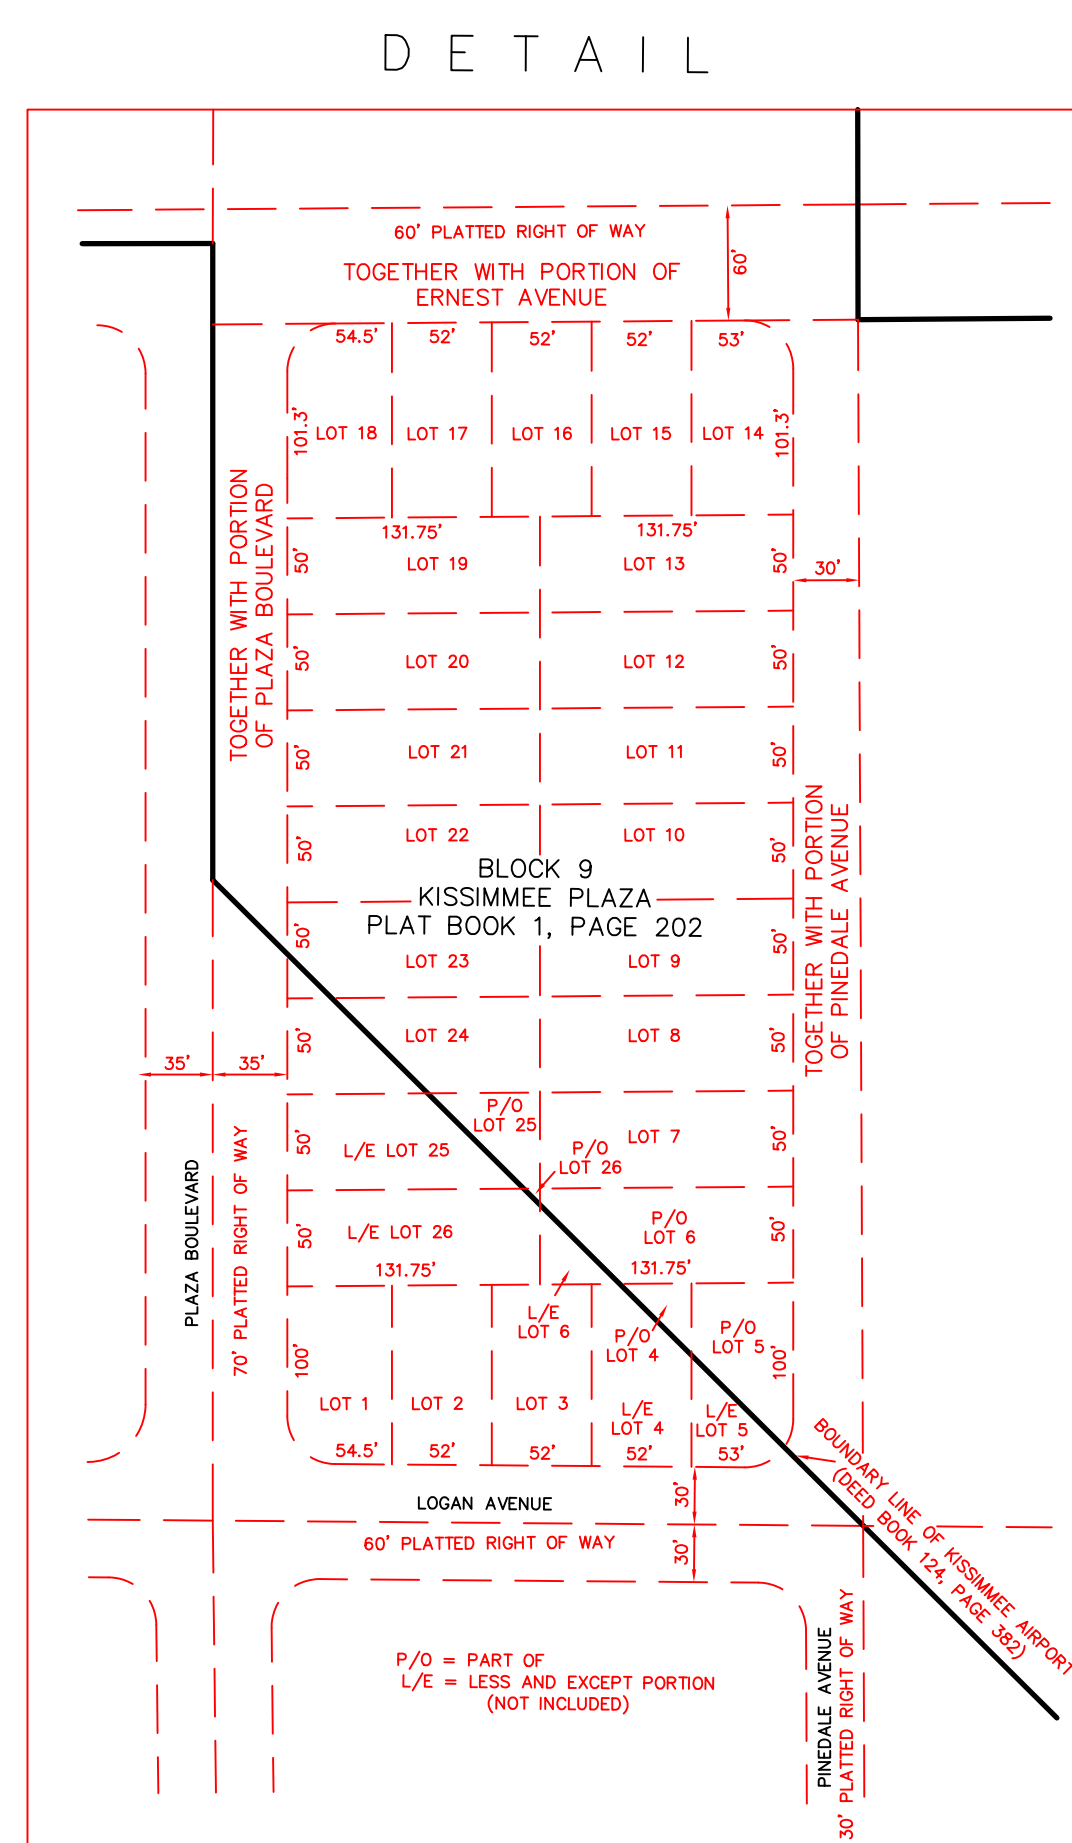 DETAIL
60' PLATTED RIGHT OF WAY
60'
TOGETHER WITH PORTION OF
ERNEST AVENUE
54.5'
52'
52'
52'
53'
101.3'
LOT 18
LOT 17
LOT 16
LOT 15
LOT 14
101.3'
TOGETHER WITH PORTION
OF PLAZA BOULEVARD
131.75'
131.75'
50'
LOT 19
LOT 13
50'
30'
50'
LOT 20
LOT 12
50'
50'
LOT 21
LOT 11
50'
50'
LOT 22
LOT 10
50'
BLOCK 9
KISSIMMEE PLAZA
PLAT BOOK 1, PAGE 202
TOGETHER WITH PORTION
OF PINEDALE AVENUE
50'
LOT 23
LOT 9
50'
50'
LOT 24
LOT 8
50'
35'
35'
P/O
LOT 25
50'
L/E LOT 25
P/O
LOT 26
LOT 7
50'
PLAZA BOULEVARD
70' PLATTED RIGHT OF WAY
50'
L/E LOT 26
P/O
LOT 6
50'
131.75'
131.75'
L/E
LOT 6
P/O
LOT 4
P/O
LOT 5
100'
100'
LOT 1
LOT 2
LOT 3
L/E
LOT 4
L/E
LOT 5
54.5'
52'
52'
52'
53'
BOUNDARY LINE OF KISSIMMEE AIRPORT
(DEED BOOK 124, PAGE 382)
LOGAN AVENUE
30'
60' PLATTED RIGHT OF WAY
30'
PINEDALE AVENUE
30' PLATTED RIGHT OF WAY
P/O = PART OF
L/E = LESS AND EXCEPT PORTION
(NOT INCLUDED)